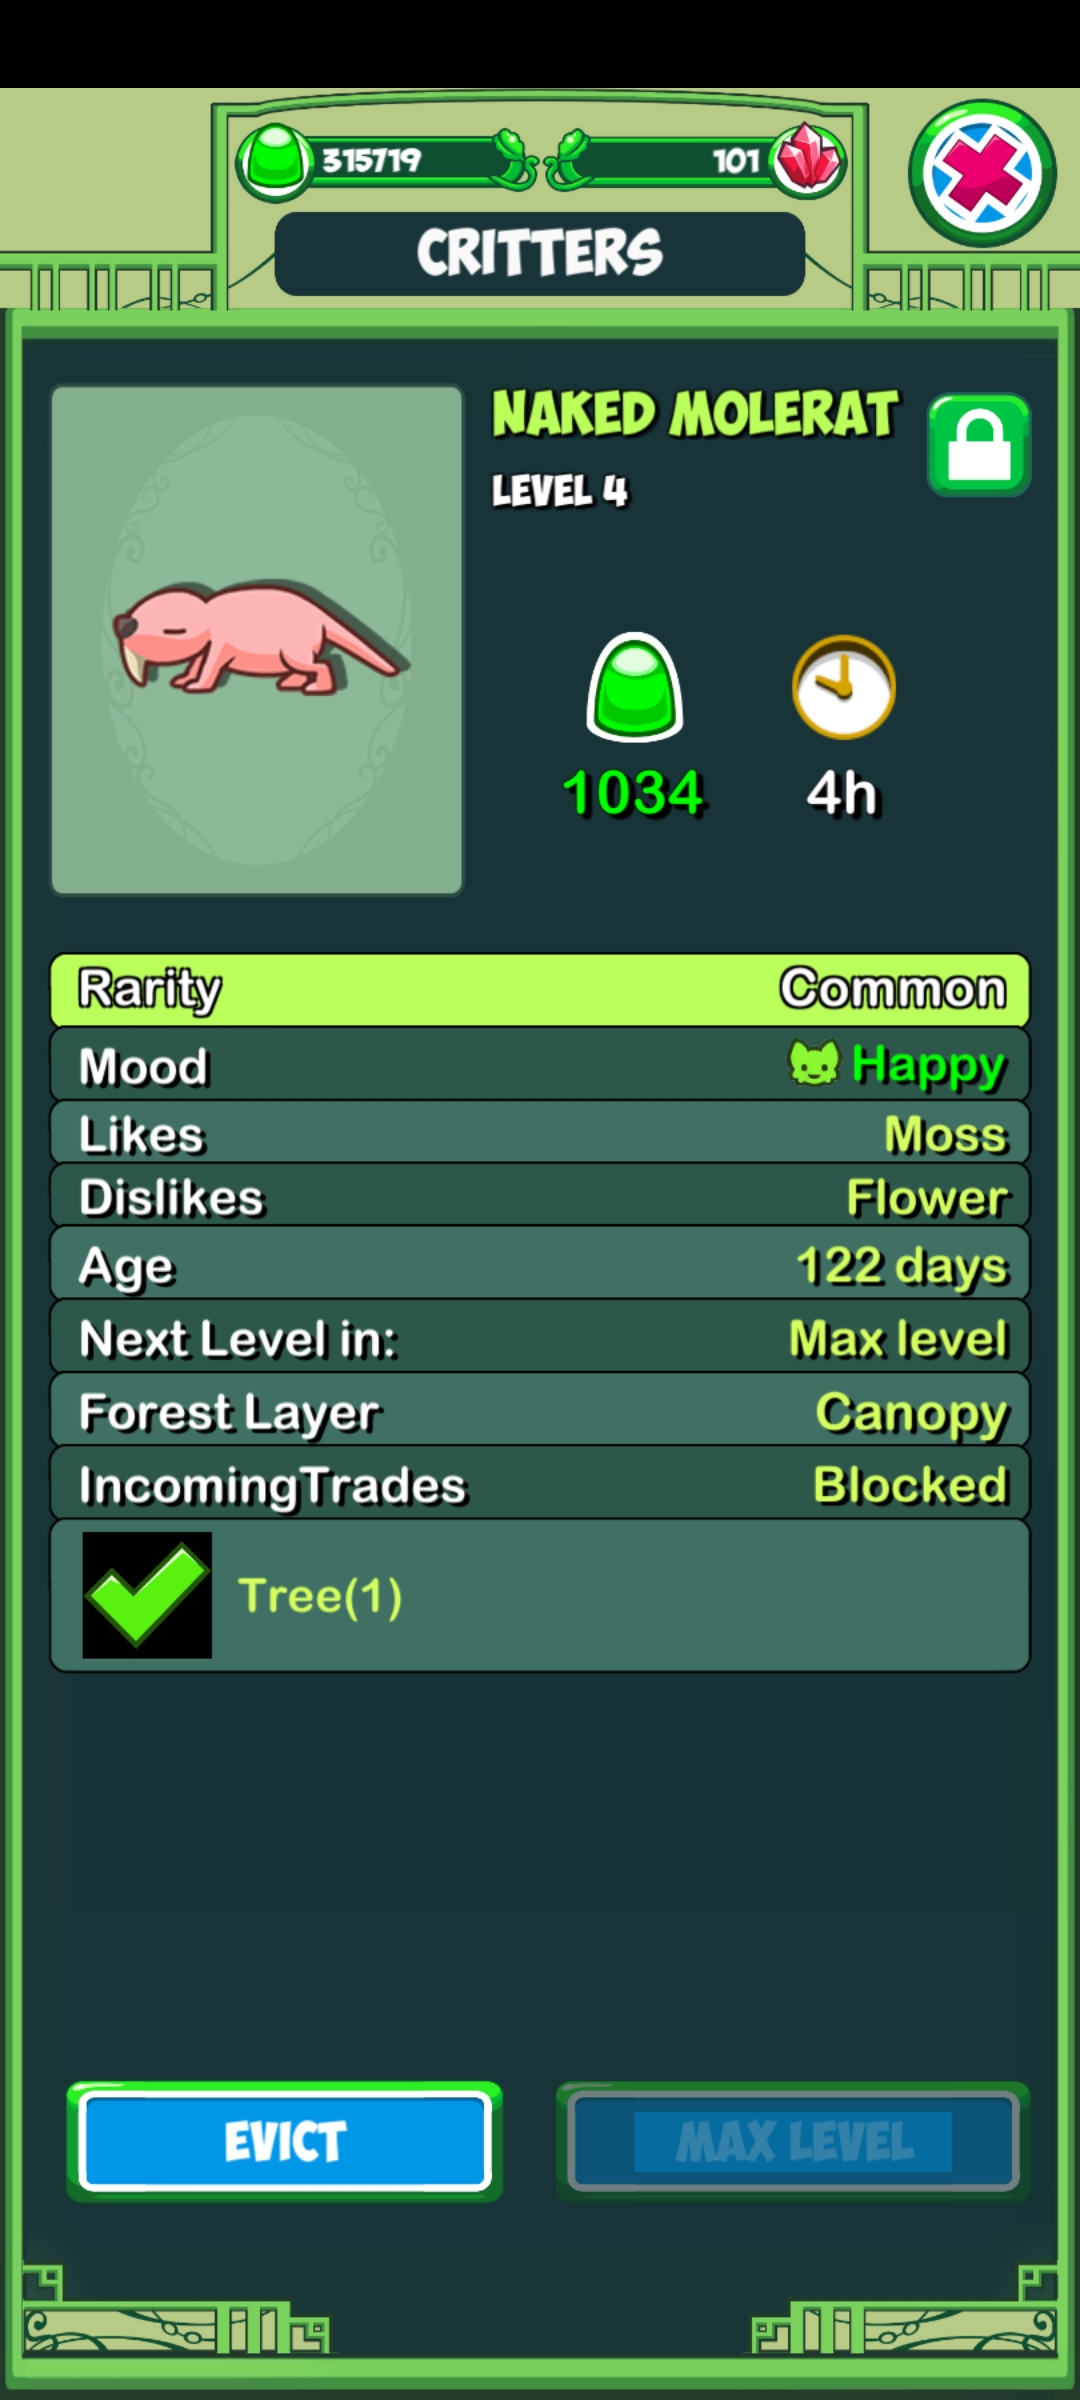 315719 101
CRITTERS
NAKED MOLERAT
LEVEL 4
1034 4h
Rarity Common
Mood Happy
Likes Moss
Dislikes Flower
Age 122 days
Next Level in: Max level
Forest Layer Canopy
IncomingTrades Blocked
Tree(1)
EVICT MAX LEVEL